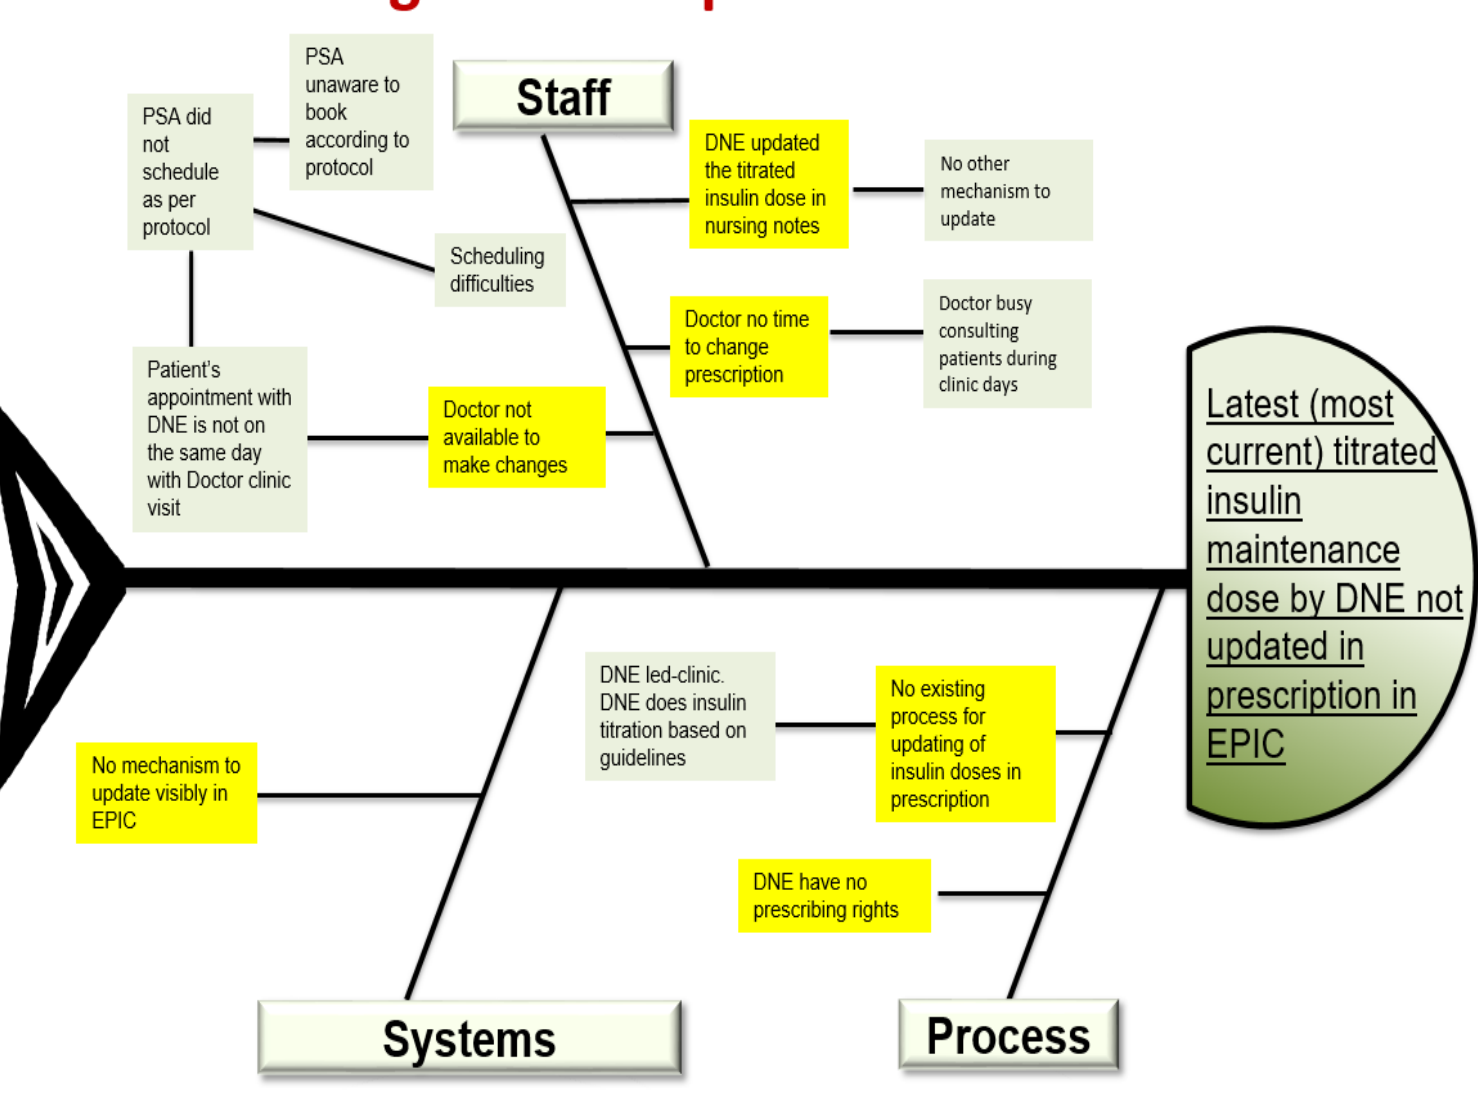 PSA
unaware to
book
according to
protocol
PSA did
not
schedule
as per
protocol
Scheduling
difficulties
Patient's
appointment with
DNE is not on
the same day
with Doctor clinic
visit
Doctor not
available to
make changes
Staff
DNE updated
the titrated
insulin dose in
nursing notes
No other
mechanism to
update
Doctor no time
to change
prescription
Doctor busy
consulting
patients during
clinic days
Latest (most
current) titrated
insulin
maintenance
dose by DNE not
updated in
prescription in
EPIC
No mechanism to
update visibly in
EPIC
Systems
DNE led-clinic.
DNE does insulin
titration based on
guidelines
No existing
process for
updating of
insulin doses in
prescription
DNE have no
prescribing rights
Process